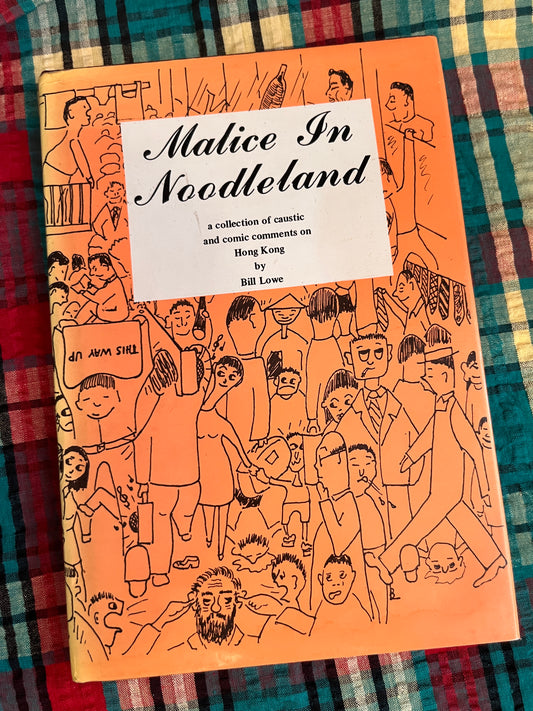 Malice In
Noodleland
a collection of caustic
and comic comments on
Hong Kong
by
Bill Lowe
THIS WAY UP
B